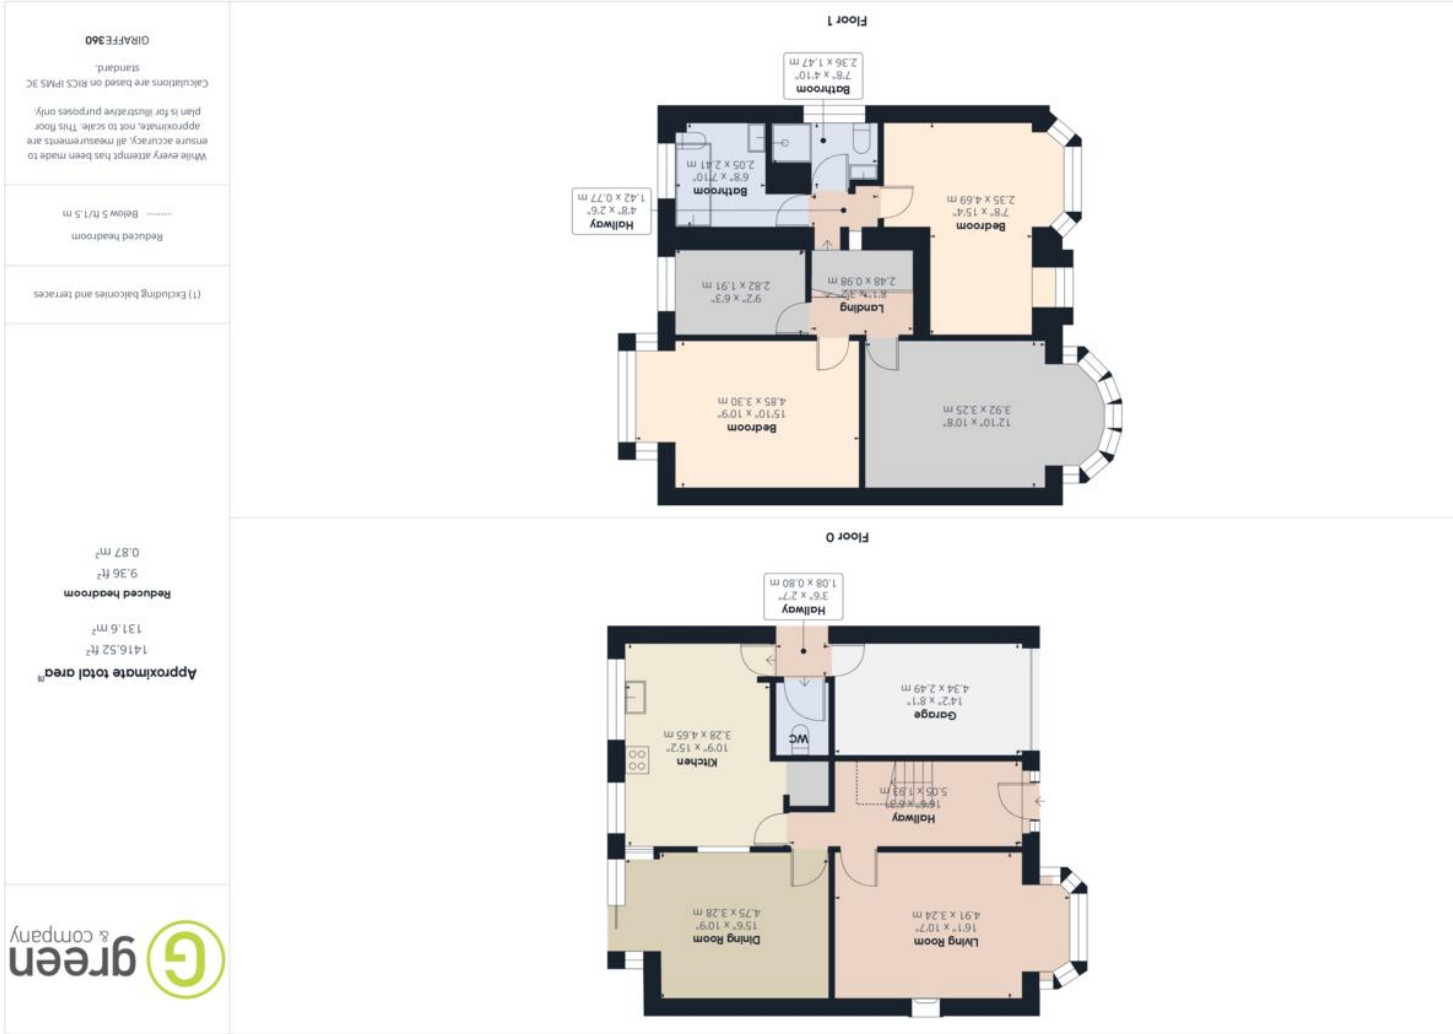 Living Room
16'1" x 10'7"
4.91 x 3.24 m
Dining Room
15'6" x 10'9"
4.75 x 3.28 m
Hallway
16'6" x 6'3"
5.05 x 1.93 m
Kitchen
10'9" x 15'2"
3.28 x 4.65 m
Garage
14'2" x 8'1"
4.34 x 2.49 m
WC
Hallway
3'6" x 2'7"
1.08 x 0.80 m
Floor 0
12'10" x 10'8"
3.92 x 3.25 m
Bedroom
15'10" x 10'9"
4.85 x 3.30 m
Landing
8'1" x 3'2"
2.48 x 0.98 m
9'2" x 6'3"
2.82 x 1.91 m
Bedroom
7'8" x 15'4"
2.35 x 4.69 m
Bathroom
6'8" x 7'10"
2.05 x 2.41 m
Hallway
4'8" x 2'6"
1.42 x 0.77 m
Bathroom
7'8" x 4'10"
2.36 x 1.47 m
Floor 1
G green
& company
Approximate total area(1)
1416.52 ft²
131.6 m²
Reduced headroom
9.36 ft²
0.87 m²
(1) Excluding balconies and terraces
Reduced headroom
Below 5 ft/1.5 m
While every attempt has been made to
ensure accuracy, all measurements are
approximate, not to scale. This floor
plan is for illustrative purposes only.
Calculations are based on RICS IPMS 3C
standard.
GIRAFFE360